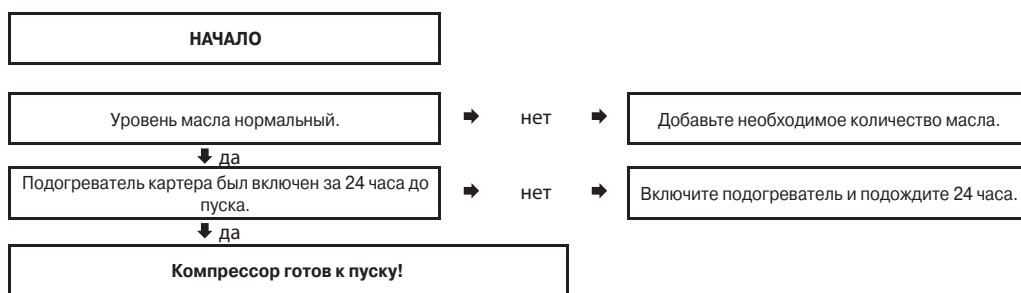 НАЧАЛО
Уровень масла нормальный.
нет
Добавьте необходимое количество масла.
да
Подогреватель картера был включен за 24 часа до
пуска.
нет
Включите подогреватель и подождите 24 часа.
да
Компрессор готов к пуску!